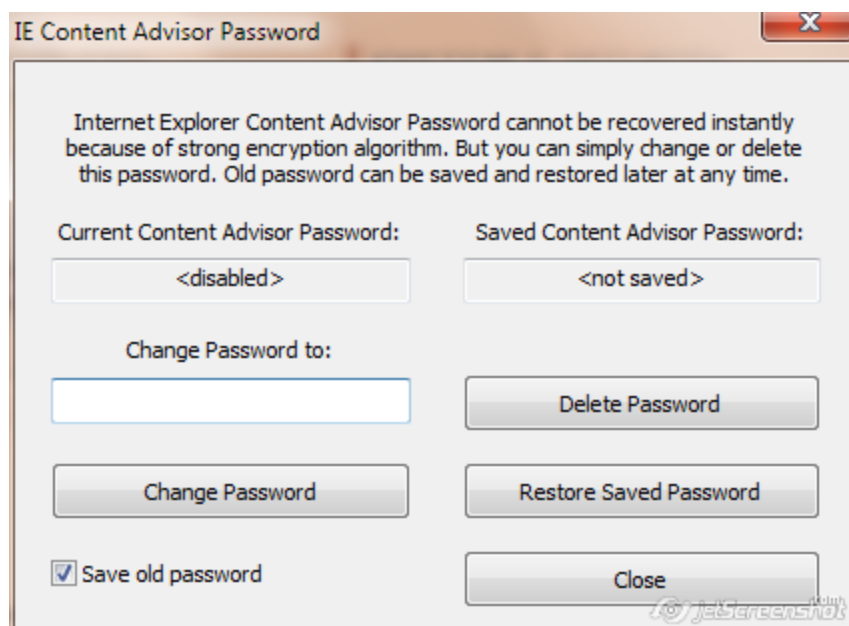 IE Content Advisor Password
Internet Explorer Content Advisor Password cannot be recovered instantly
because of strong encryption algorithm. But you can simply change or delete
this password. Old password can be saved and restored later at any time.
Current Content Advisor Password:
Saved Content Advisor Password:
<disabled>
<not saved>
Change Password to:
Delete Password
Change Password
Restore Saved Password
Save old password
Close
jetScreenshot